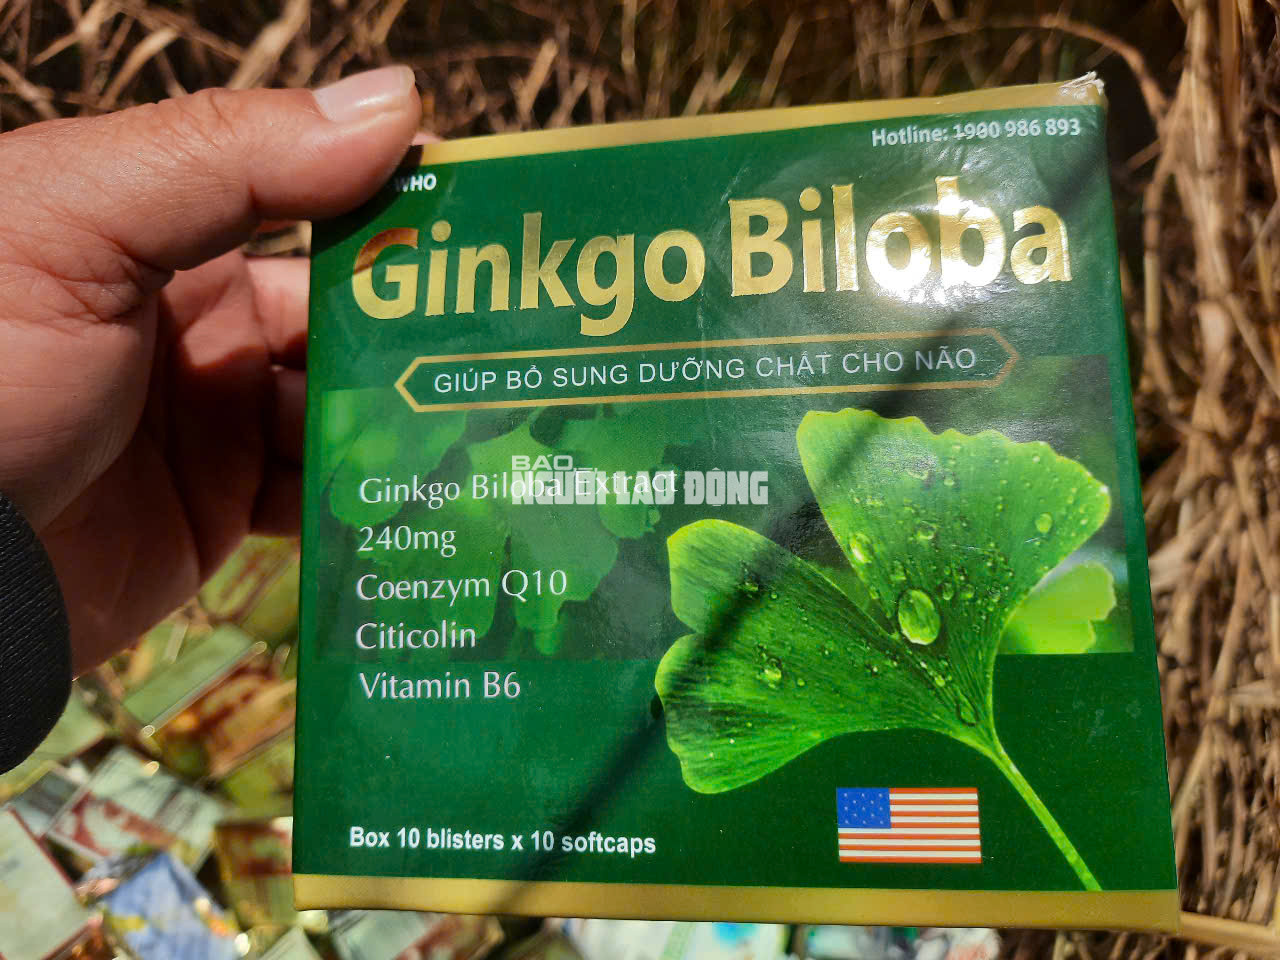 WHO
Hotline: 1900 986 893
Ginkgo Biloba
GIÚP BỔ SUNG DƯỠNG CHẤT CHO NÃO
Ginkgo Biloba Extract
240mg
Coenzym Q10
Citicolin
Vitamin B6
BÁO
NGƯỜI LAO ĐỘNG
Box 10 blisters x 10 softcaps